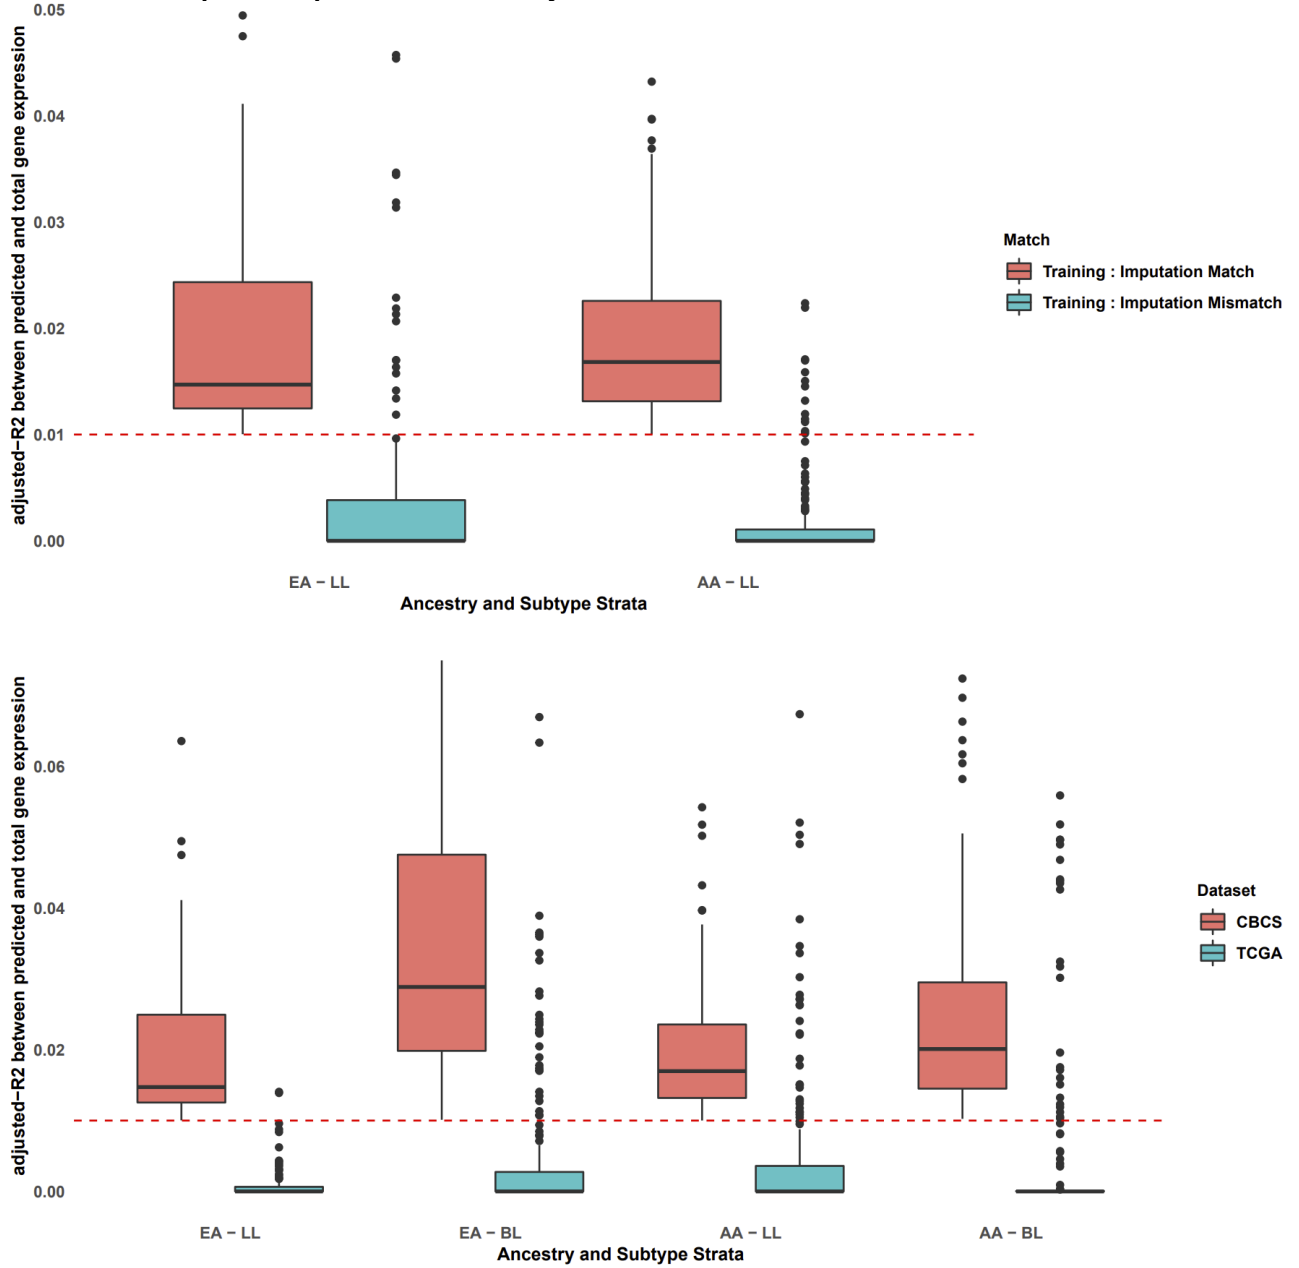 adjusted−R2 between predicted and total gene expression
0.05
0.04
0.03
0.02
0.01
0.00
EA − LL
AA − LL
Ancestry and Subtype Strata
Match
Training : Imputation Match
Training : Imputation Mismatch
adjusted−R2 between predicted and total gene expression
0.06
0.04
0.02
0.00
EA − LL
EA − BL
AA − LL
AA − BL
Ancestry and Subtype Strata
Dataset
CBCS
TCGA